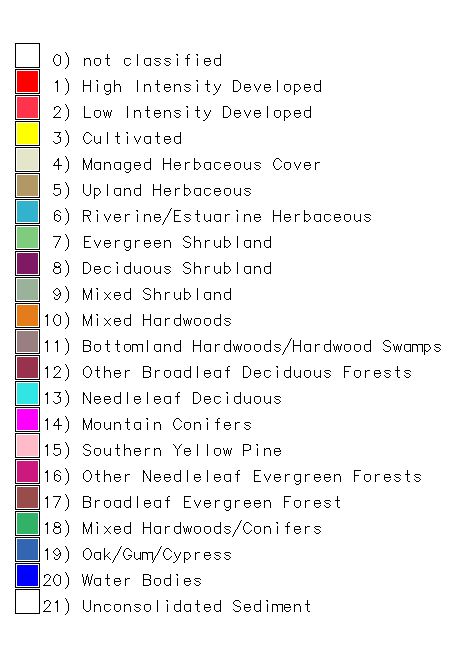 0) not classified
1) High Intensity Developed
2) Low Intensity Developed
3) Cultivated
4) Managed Herbaceous Cover
5) Upland Herbaceous
6) Riverine/Estuarine Herbaceous
7) Evergreen Shrubland
8) Deciduous Shrubland
9) Mixed Shrubland
10) Mixed Hardwoods
11) Bottomland Hardwoods/Hardwood Swamps
12) Other Broadleaf Deciduous Forests
13) Needleleaf Deciduous
14) Mountain Conifers
15) Southern Yellow Pine
16) Other Needleleaf Evergreen Forests
17) Broadleaf Evergreen Forest
18) Mixed Hardwoods/Conifers
19) Oak/Gum/Cypress
20) Water Bodies
21) Unconsolidated Sediment